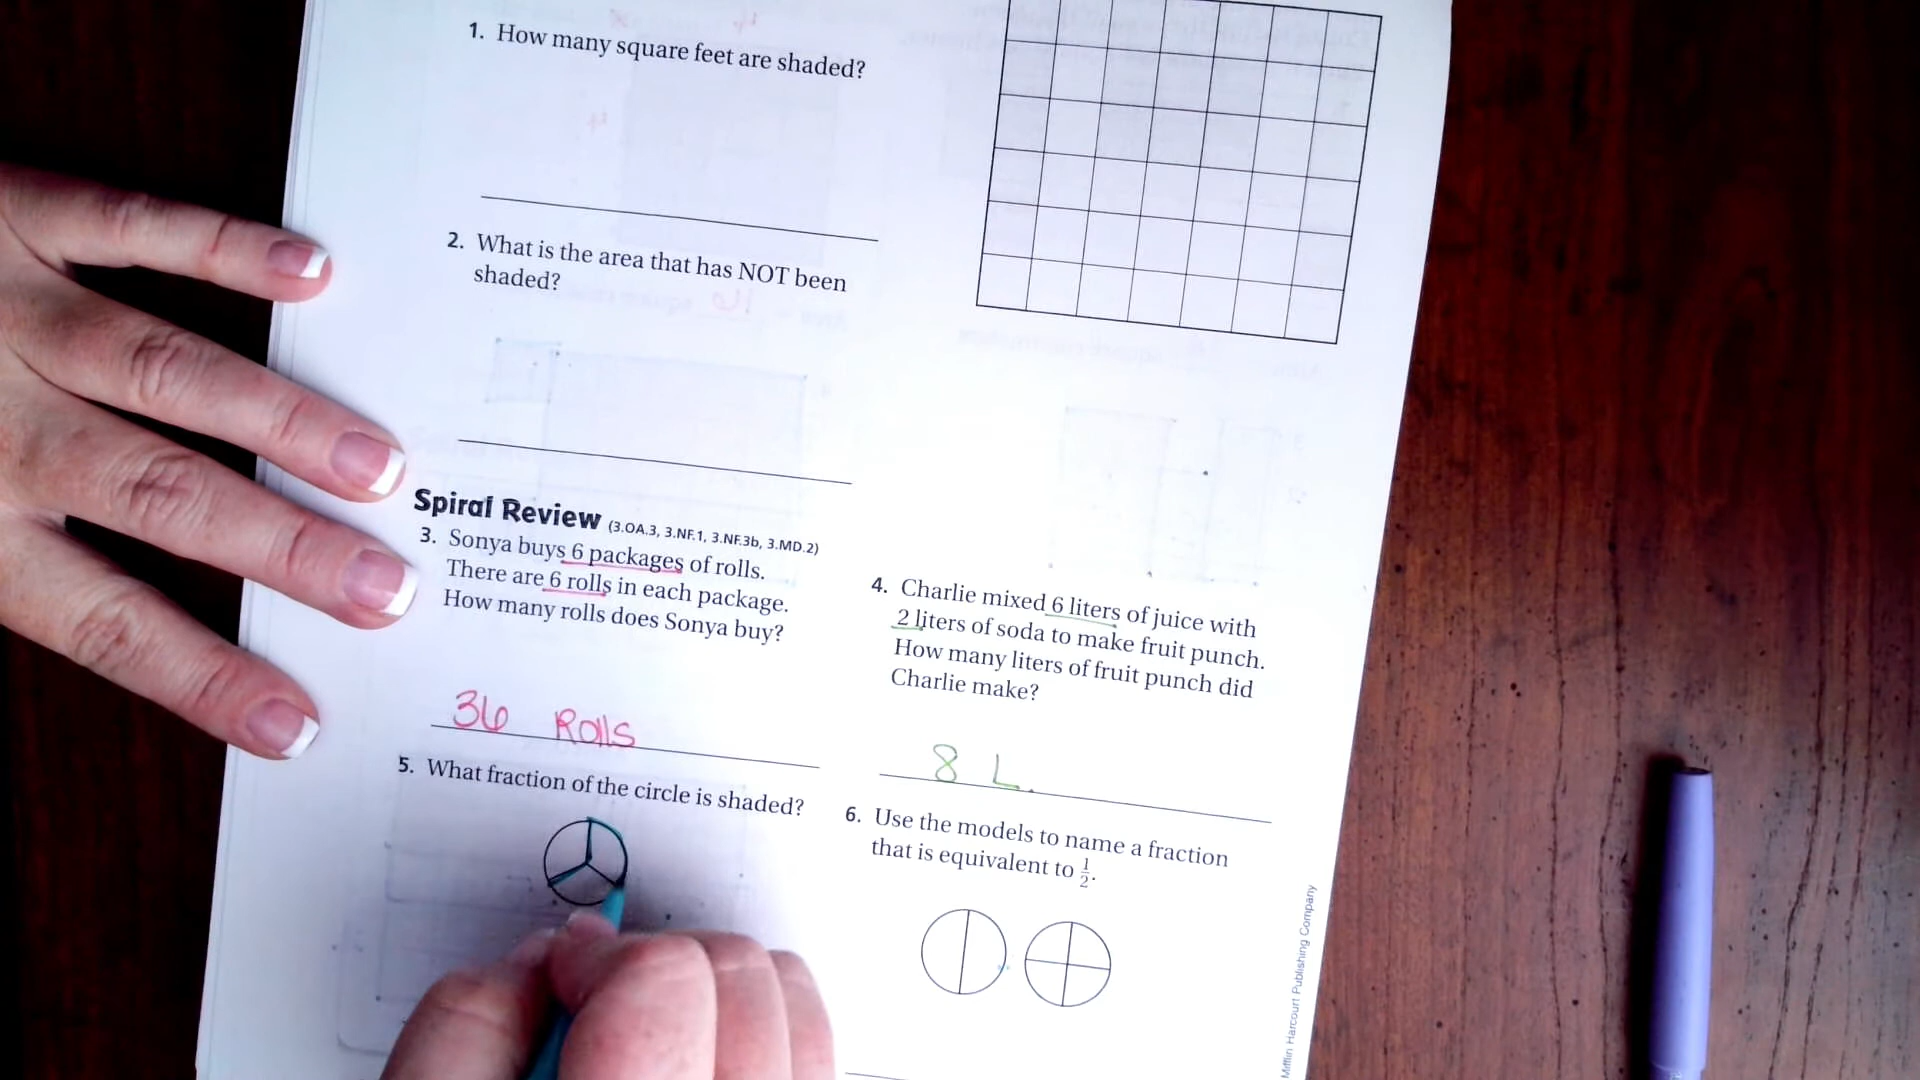 1. How many square feet are shaded?
2. What is the area that has NOT been
shaded?
Spiral Review (3.OA.3, 3.NF.1, 3.NF.3b, 3.MD.2)
3. Sonya buys 6 packages of rolls.
There are 6 rolls in each package.
How many rolls does Sonya buy?
36 Rolls
4. Charlie mixed 6 liters of juice with
2 liters of soda to make fruit punch.
How many liters of fruit punch did
Charlie make?
8 L.
5. What fraction of the circle is shaded?
6. Use the models to name a fraction
that is equivalent to 1/2.
Mifflin Harcourt Publishing Company